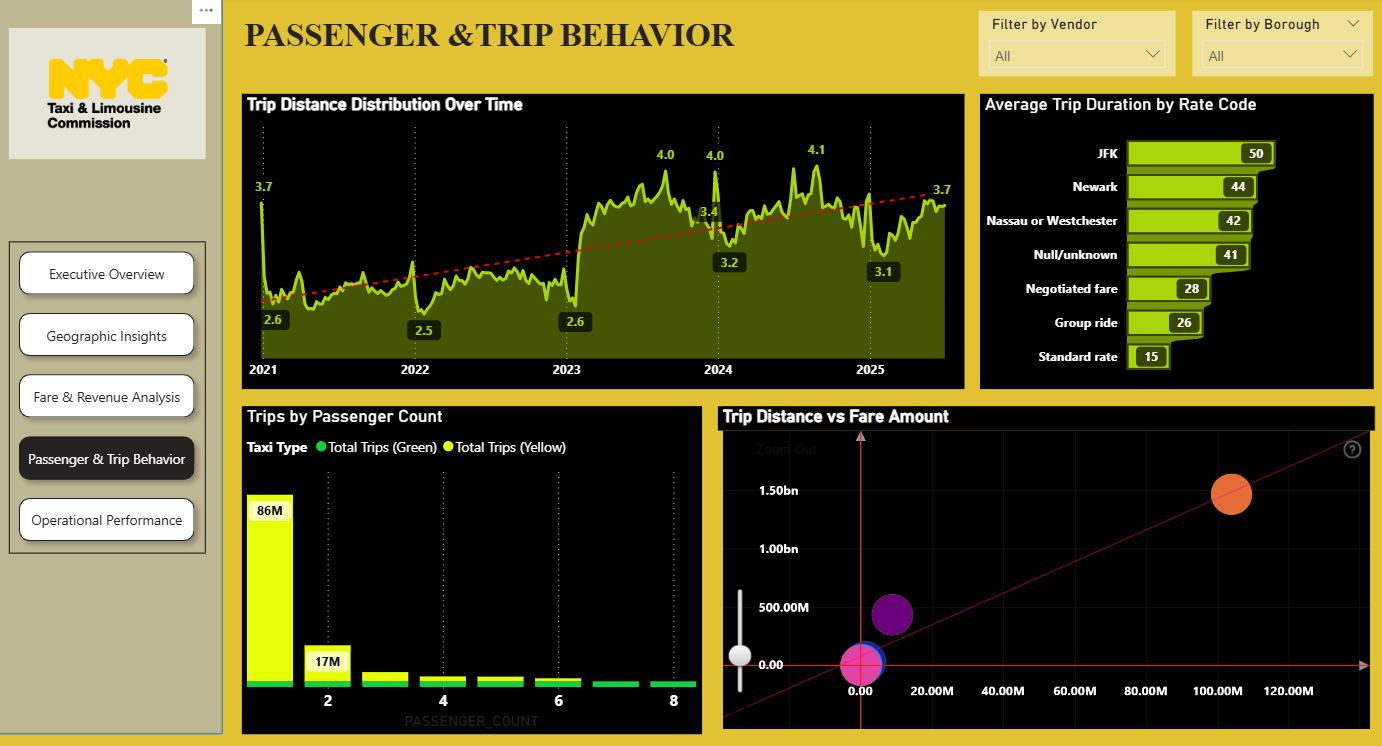 NYC
Taxi & Limousine
Commission
Executive Overview
Geographic Insights
Fare & Revenue Analysis
Passenger & Trip Behavior
Operational Performance
PASSENGER &TRIP BEHAVIOR
Filter by Vendor
All
Filter by Borough
All
Trip Distance Distribution Over Time
3.7
2.6
2.5
2.6
4.0
3.4
4.0
3.2
4.1
3.1
3.7
2021 2022 2023 2024 2025
Average Trip Duration by Rate Code
JFK 50
Newark 44
Nassau or Westchester 42
Null/unknown 41
Negotiated fare 28
Group ride 26
Standard rate 15
Trips by Passenger Count
Taxi Type Total Trips (Green) Total Trips (Yellow)
86M
17M
2 4 6 8
PASSENGER_COUNT
Trip Distance vs Fare Amount
Zoom Out
?
1.50bn
1.00bn
500.00M
0.00
0.00 20.00M 40.00M 60.00M 80.00M 100.00M 120.00M